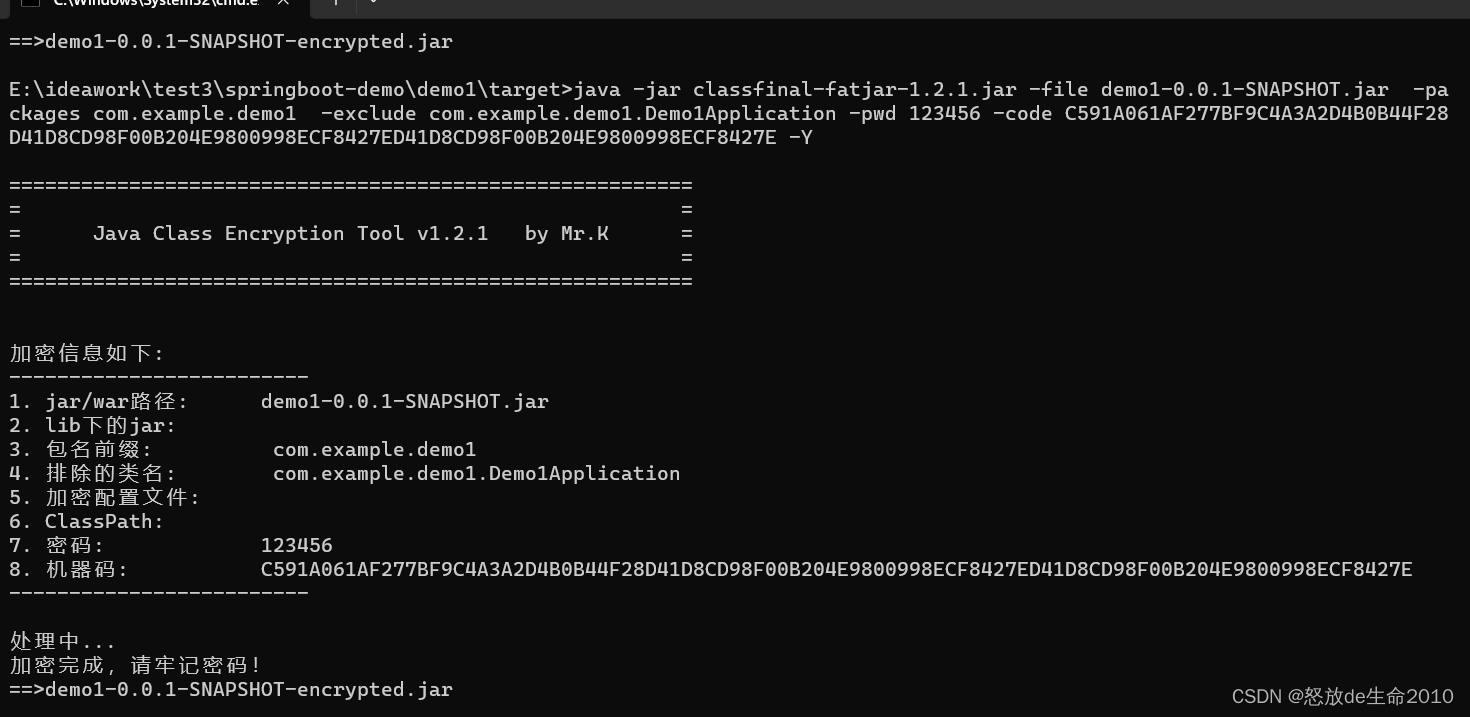 C:\Windows\System32\cmd.e
==>demo1-0.0.1-SNAPSHOT-encrypted.jar
E:\ideawork\test3\springboot-demo\demo1\target>java -jar classfinal-fatjar-1.2.1.jar -file demo1-0.0.1-SNAPSHOT.jar  -pa
ckages com.example.demo1  -exclude com.example.demo1.Demo1Application -pwd 123456 -code C591A061AF277BF9C4A3A2D4B0B44F28
D41D8CD98F00B204E9800998ECF8427ED41D8CD98F00B204E9800998ECF8427E -Y
=========================================================
=                                                       =
=      Java Class Encryption Tool v1.2.1   by Mr.K      =
=                                                       =
=========================================================
加密信息如下:
-------------------------
1. jar/war路径:      demo1-0.0.1-SNAPSHOT.jar
2. lib下的jar:
3. 包名前缀:          com.example.demo1
4. 排除的类名:        com.example.demo1.Demo1Application
5. 加密配置文件:
6. ClassPath:
7. 密码:             123456
8. 机器码:           C591A061AF277BF9C4A3A2D4B0B44F28D41D8CD98F00B204E9800998ECF8427ED41D8CD98F00B204E9800998ECF8427E
-------------------------
处理中...
加密完成，请牢记密码！
==>demo1-0.0.1-SNAPSHOT-encrypted.jar
CSDN @怒放de生命2010